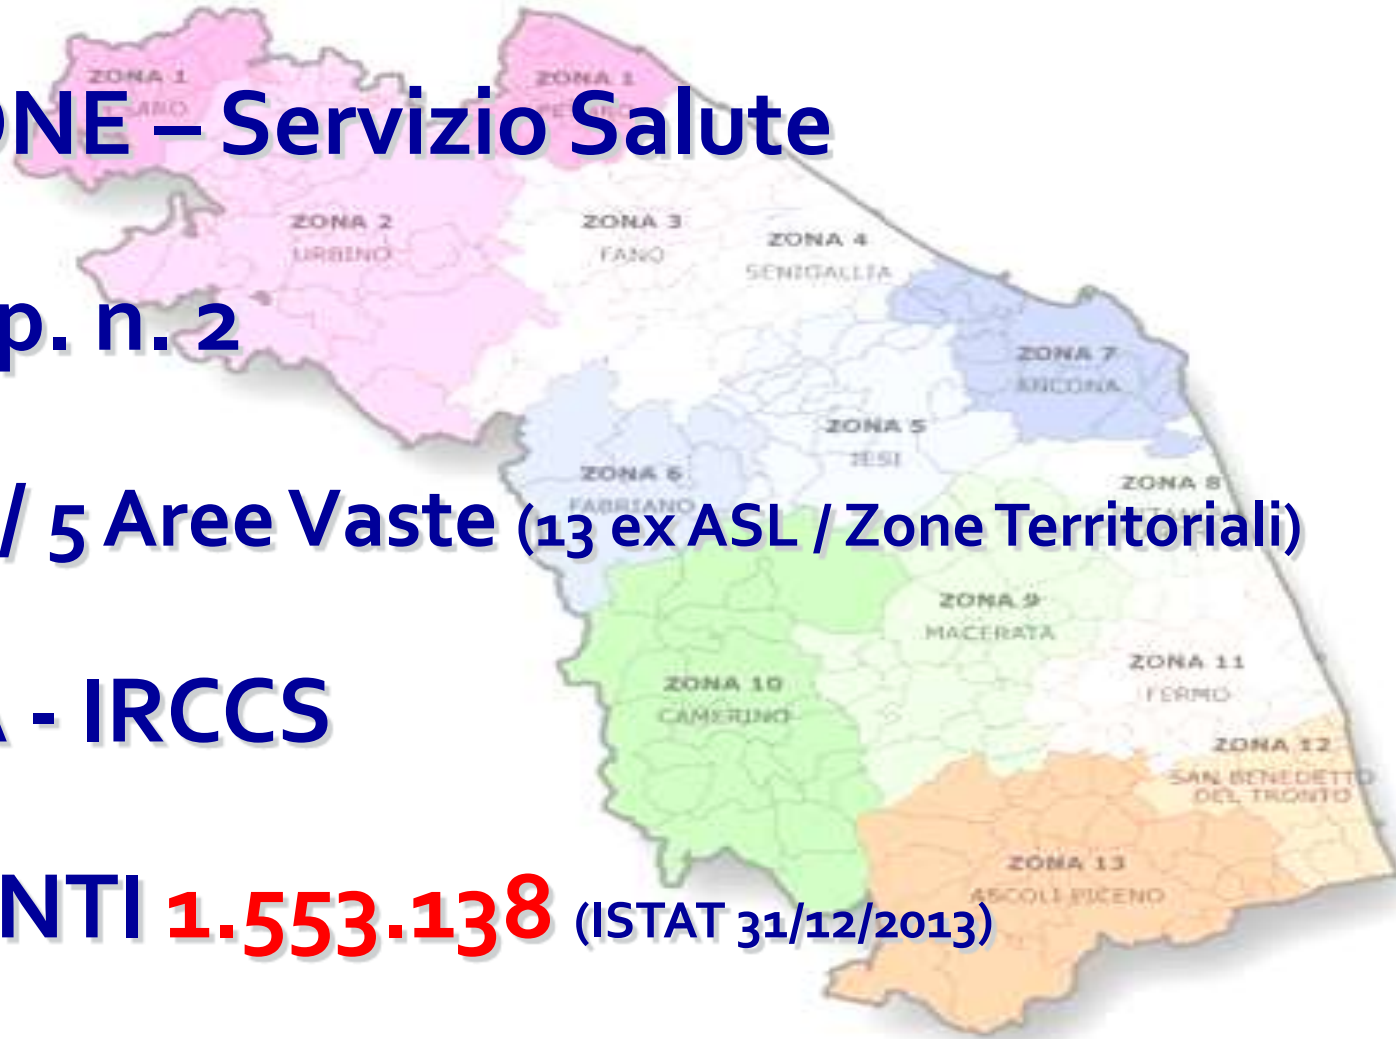 ZONA 1
ZONA 1
ONE – Servizio Salute
ZONA 2
URBINO
ZONA 3
FANO
ZONA 4
SENIGALLIA
p. n. 2
ZONA 7
ANCONA
ZONA 5
IESI
ZONA 6
FABRIANO
ZONA 8
/ 5 Aree Vaste (13 ex ASL / Zone Territoriali)
ZONA 9
MACERATA
ZONA 10
CAMERINO
ZONA 11
FERMO
A - IRCCS
ZONA 12
SAN BENEDETTO
DEL TRONTO
ZONA 13
ASCOLI PICENO
NTI 1.553.138 (ISTAT 31/12/2013)